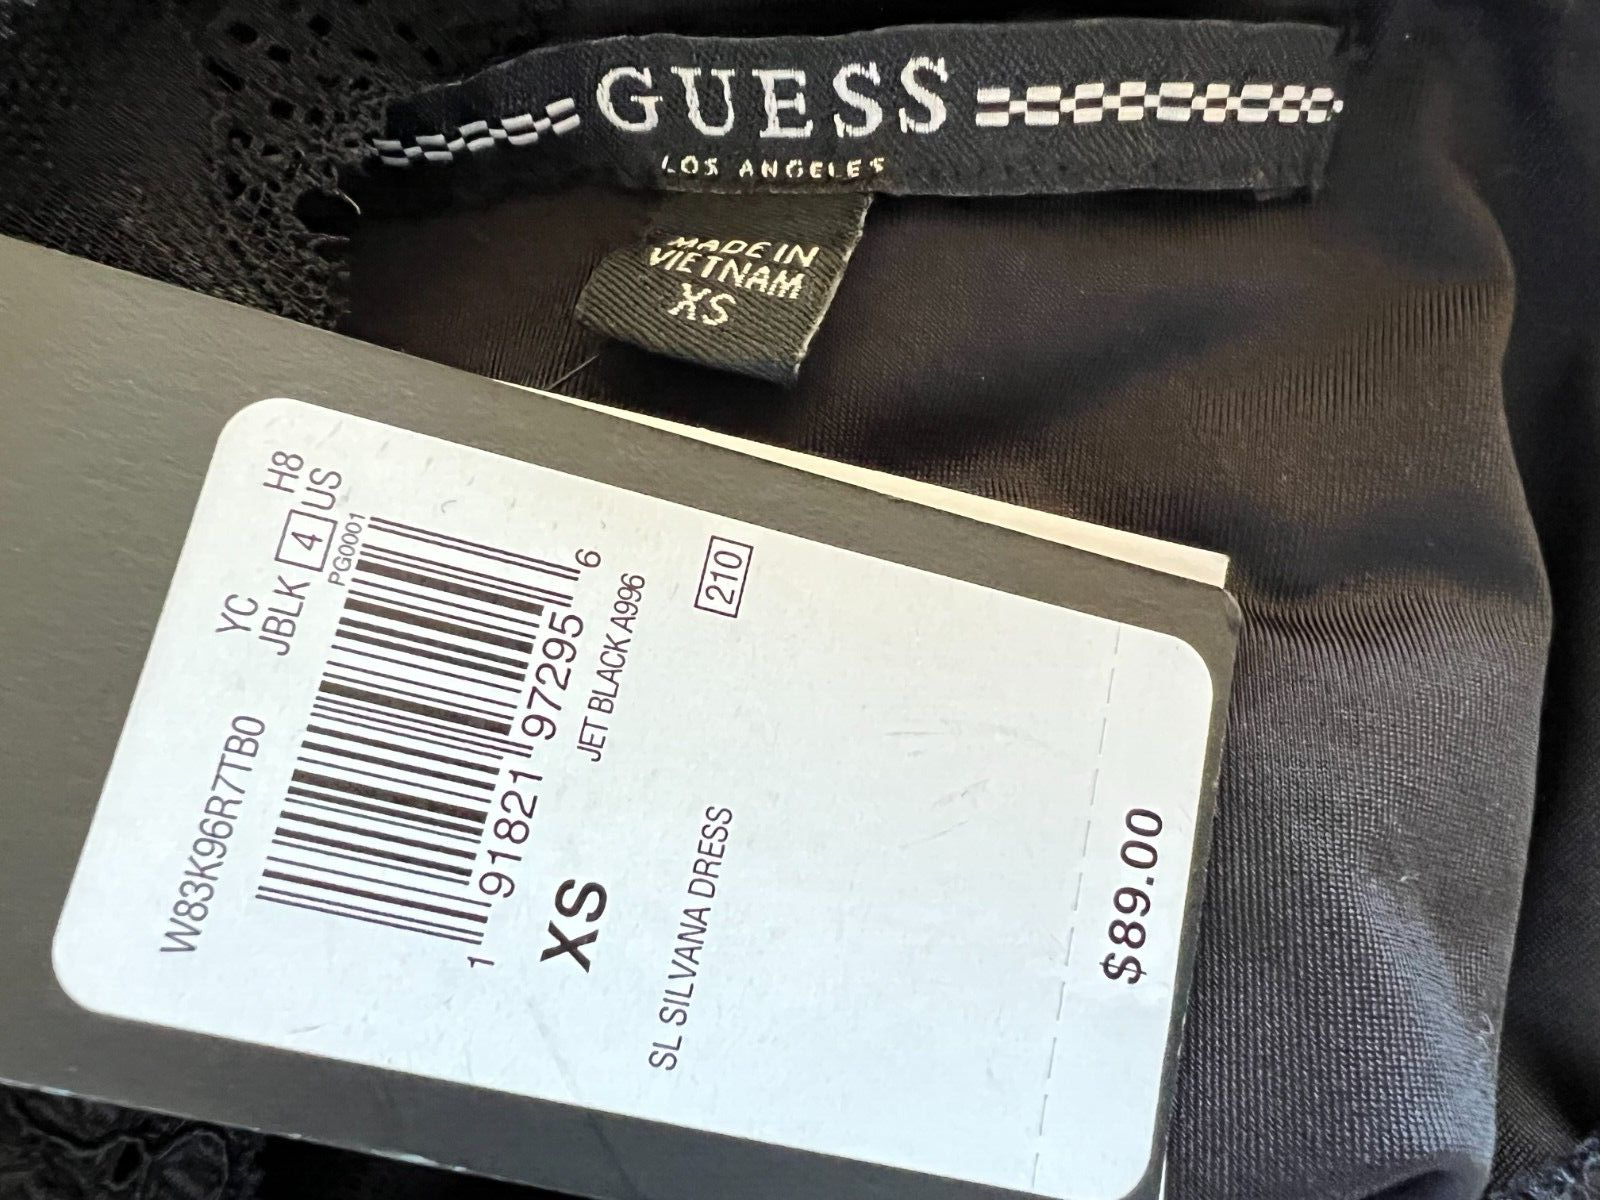 GUESS
LOS ANGELES
MADE IN
VIETNAM
XS
W83K96R7TB0 YC H8
JBLK 4 US
PG0001
1 91821 97295 6
XS JET BLACK A996
SL SILVANA DRESS 210
$89.00